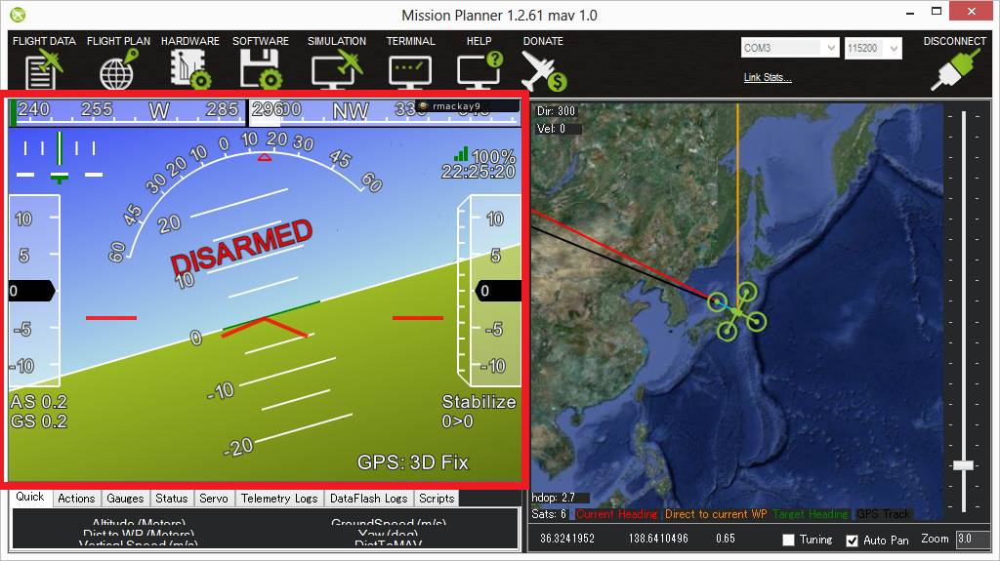 Mission Planner 1.2.61 mav 1.0
FLIGHT DATA FLIGHT PLAN HARDWARE SOFTWARE SIMULATION TERMINAL HELP DONATE COM3 115200 DISCONNECT
Link Stats...
240 255 W 285 296 NW rmackay9
Dir: 300
Vel: 0
60 45 30 20 10 0 10 20 30 45 60
100%
22:25:20
20
DISARMED
10
0
-10
-20
10
5
0
-5
-10
10
5
0
-5
-10
AS 0.2
GS 0.2
Stabilize
0>0
GPS: 3D Fix
hdop: 2.7
Sats: 6 Current Heading Direct to current WP Target Heading GPS Track
Quick Actions Gauges Status Servo Telemetry Logs DataFlash Logs Scripts
Altitude (Meters) GroundSpeed (m/s)
Dist to WP (Meters) Yaw (deg)
Vertical Speed (m/s) DistToMAV
36.3241952 138.6410496 0.65 Tuning Auto Pan Zoom 3.0